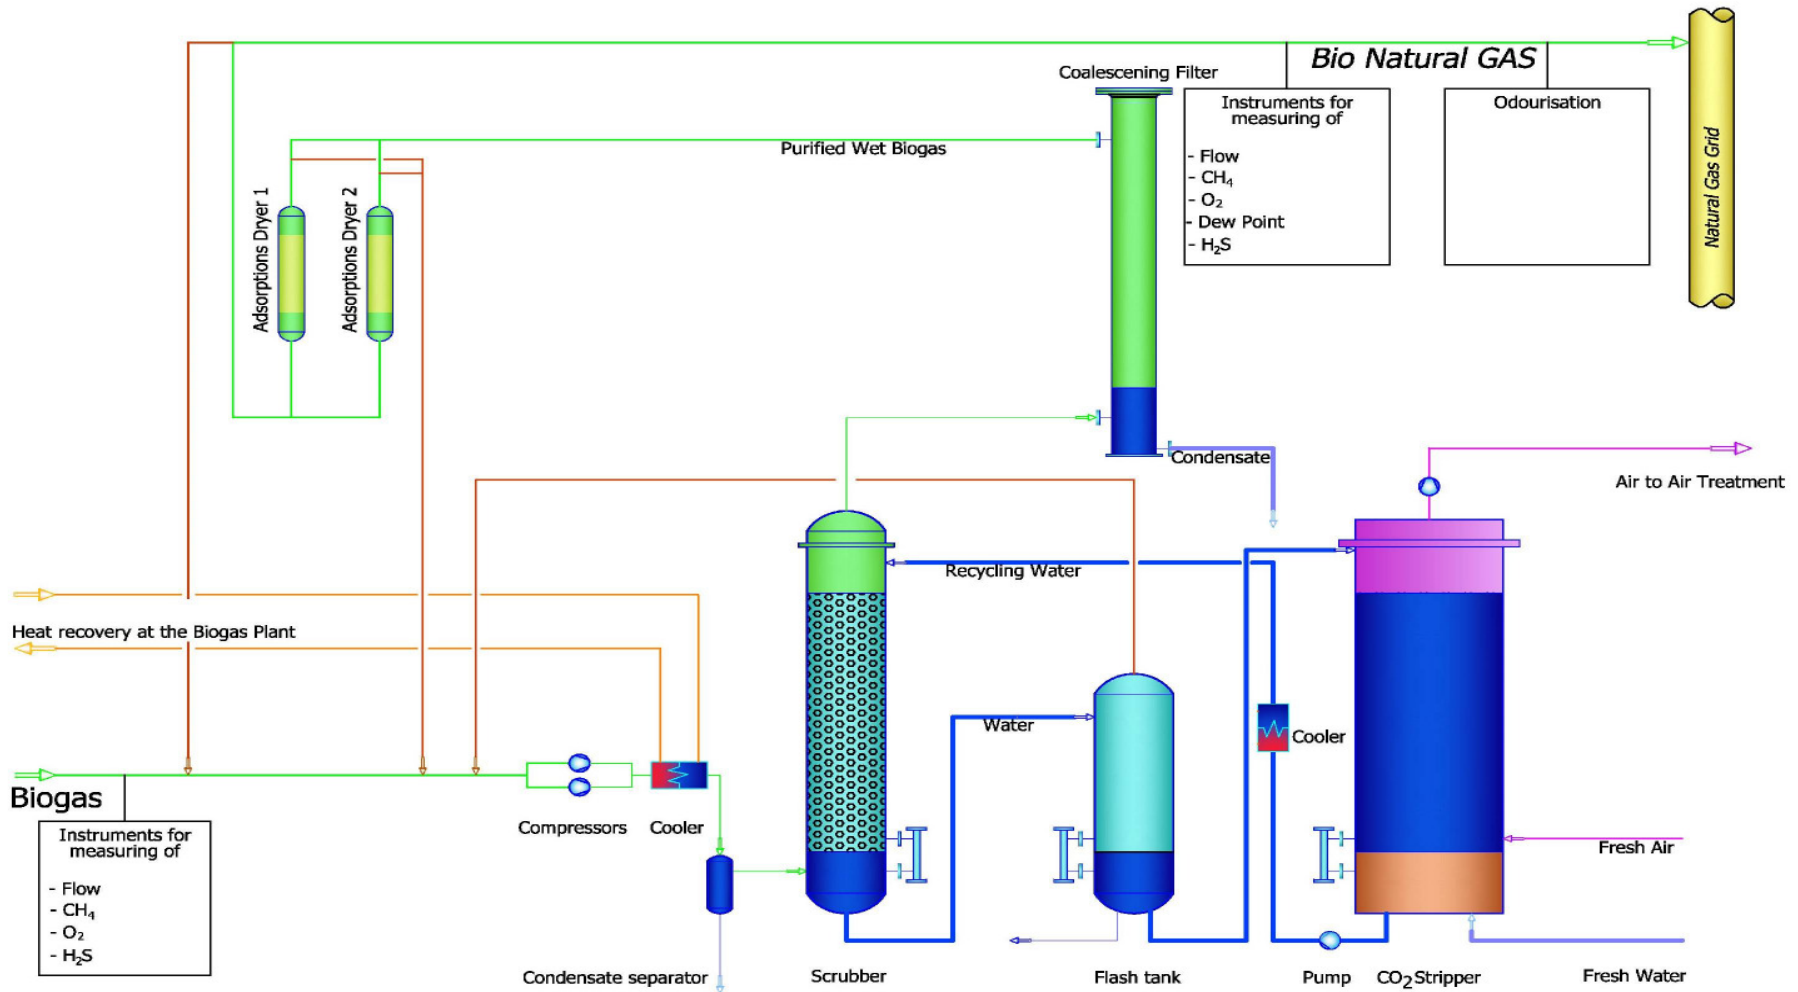 Bio Natural GAS
Coalescening Filter
Instruments for
measuring of
- Flow
- CH₄
- O₂
- Dew Point
- H₂S
Odourisation
Natural Gas Grid
Purified Wet Biogas
Adsorptions Dryer 1
Adsorptions Dryer 2
Condensate
Air to Air Treatment
Recycling Water
Heat recovery at the Biogas Plant
Water
Cooler
Biogas
Instruments for
measuring of
- Flow
- CH₄
- O₂
- H₂S
Compressors
Cooler
Fresh Air
Condensate separator
Scrubber
Flash tank
Pump
CO₂ Stripper
Fresh Water